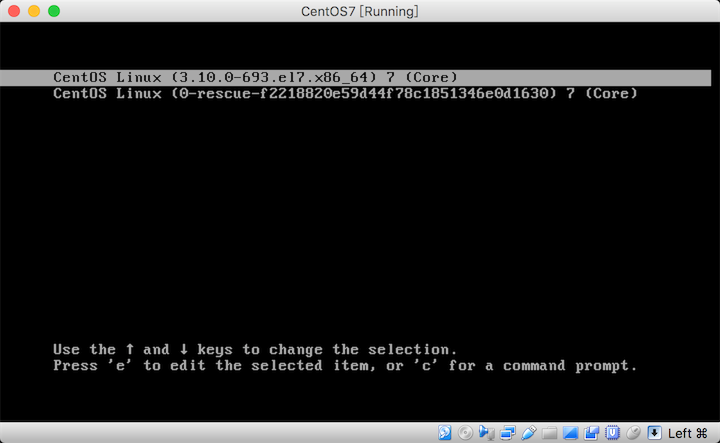 CentOS7 [Running]
CentOS Linux (3.10.0-693.el7.x86_64) 7 (Core)
CentOS Linux (0-rescue-f2218820e59d44f78c1851346e0d1630) 7 (Core)
Use the ↑ and ↓ keys to change the selection.
Press 'e' to edit the selected item, or 'c' for a command prompt.
Left ⌘